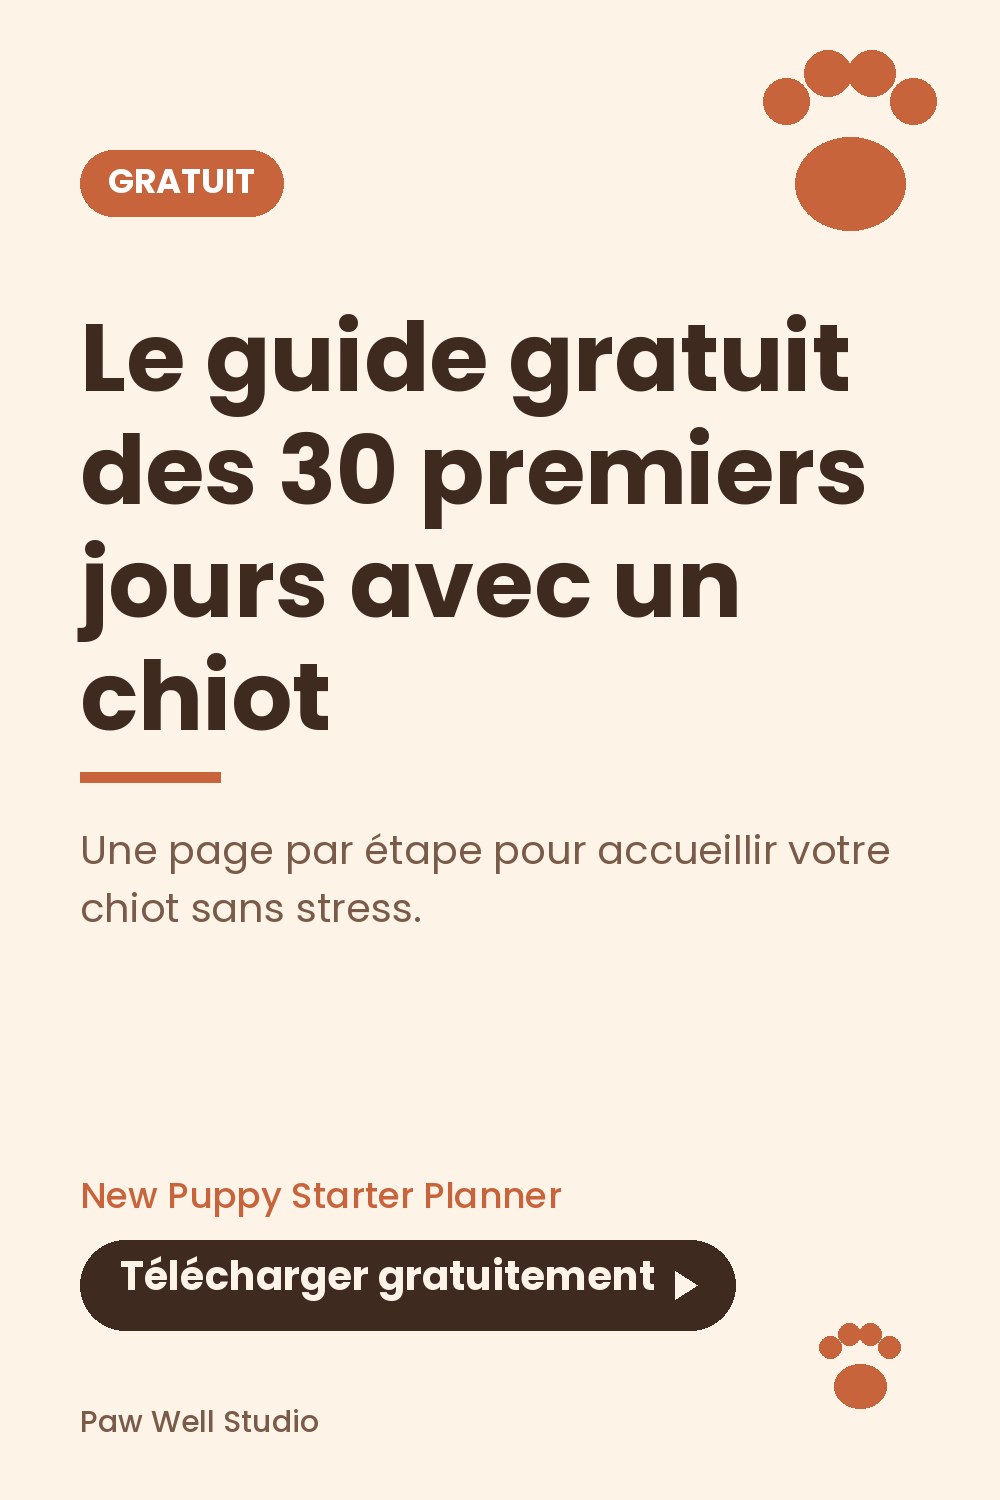 GRATUIT
Le guide gratuit
des 30 premiers
jours avec un
chiot
Une page par étape pour accueillir votre
chiot sans stress.
New Puppy Starter Planner
Télécharger gratuitement
Paw Well Studio